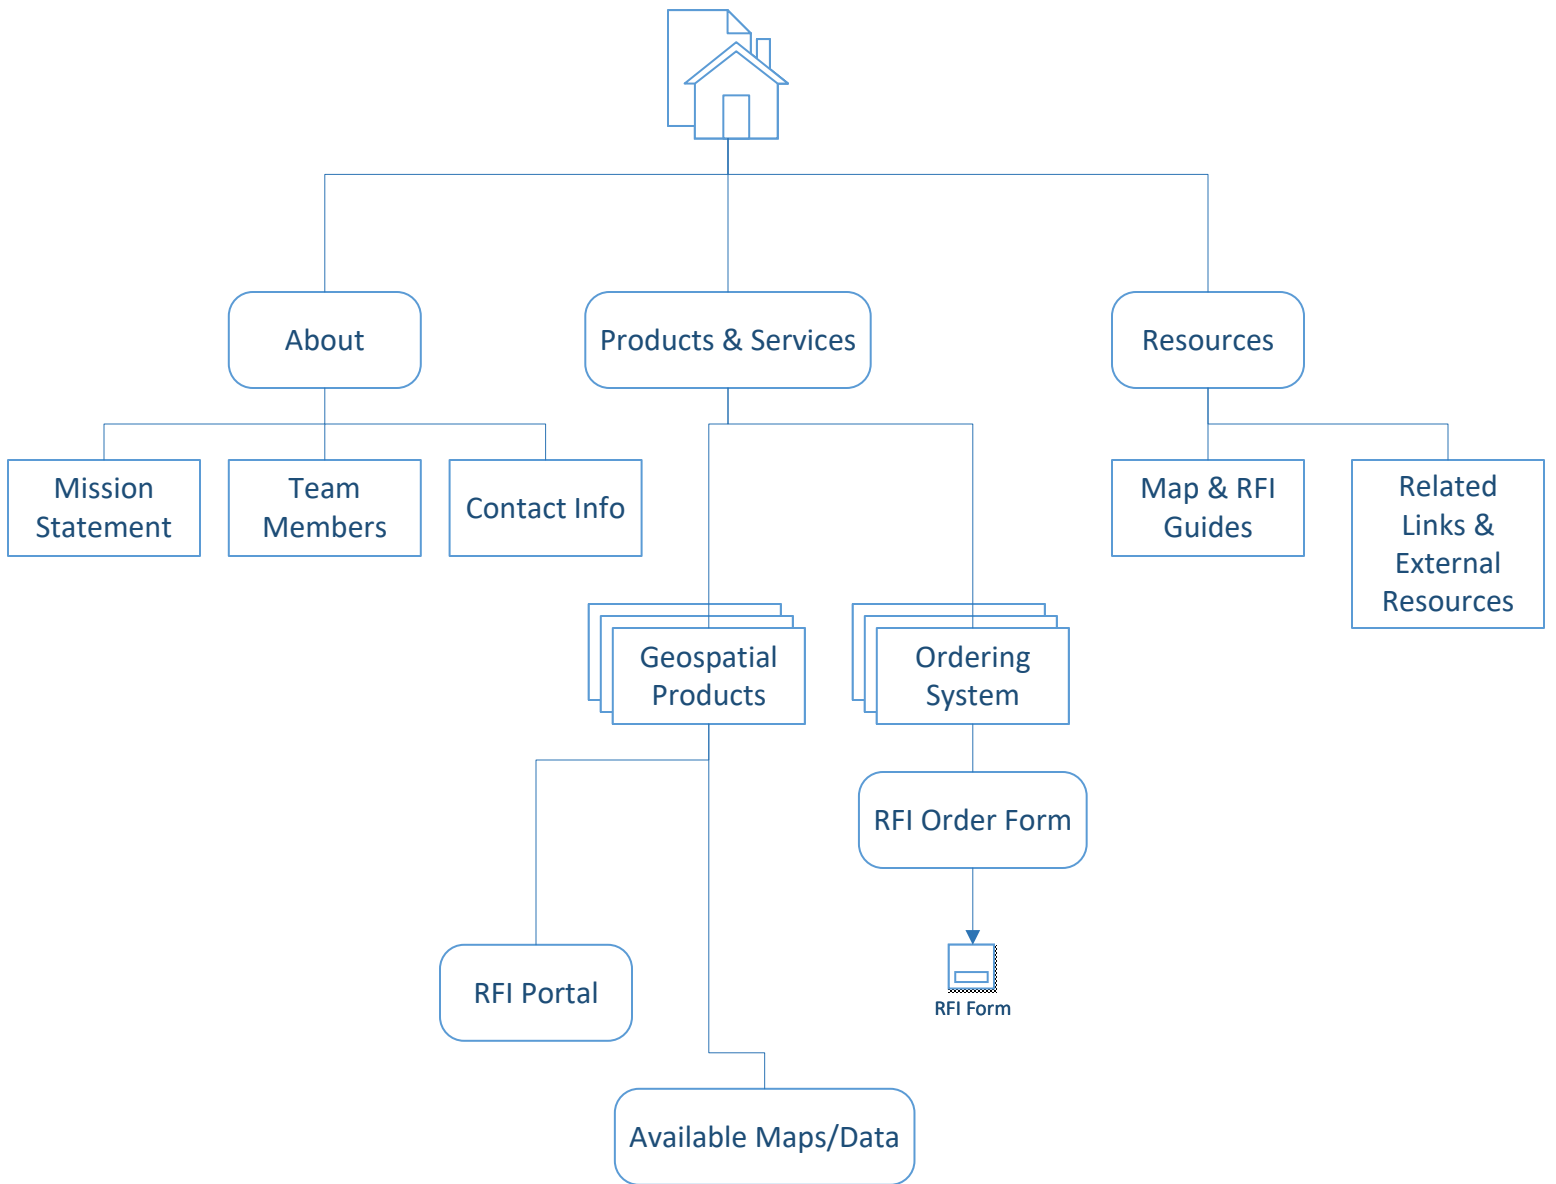 About
Products & Services
Resources
Mission
Statement
Team
Members
Contact Info
Map & RFI
Guides
Related
Links &
External
Resources
Geospatial
Products
Ordering
System
RFI Order Form
RFI Portal
RFI Form
Available Maps/Data